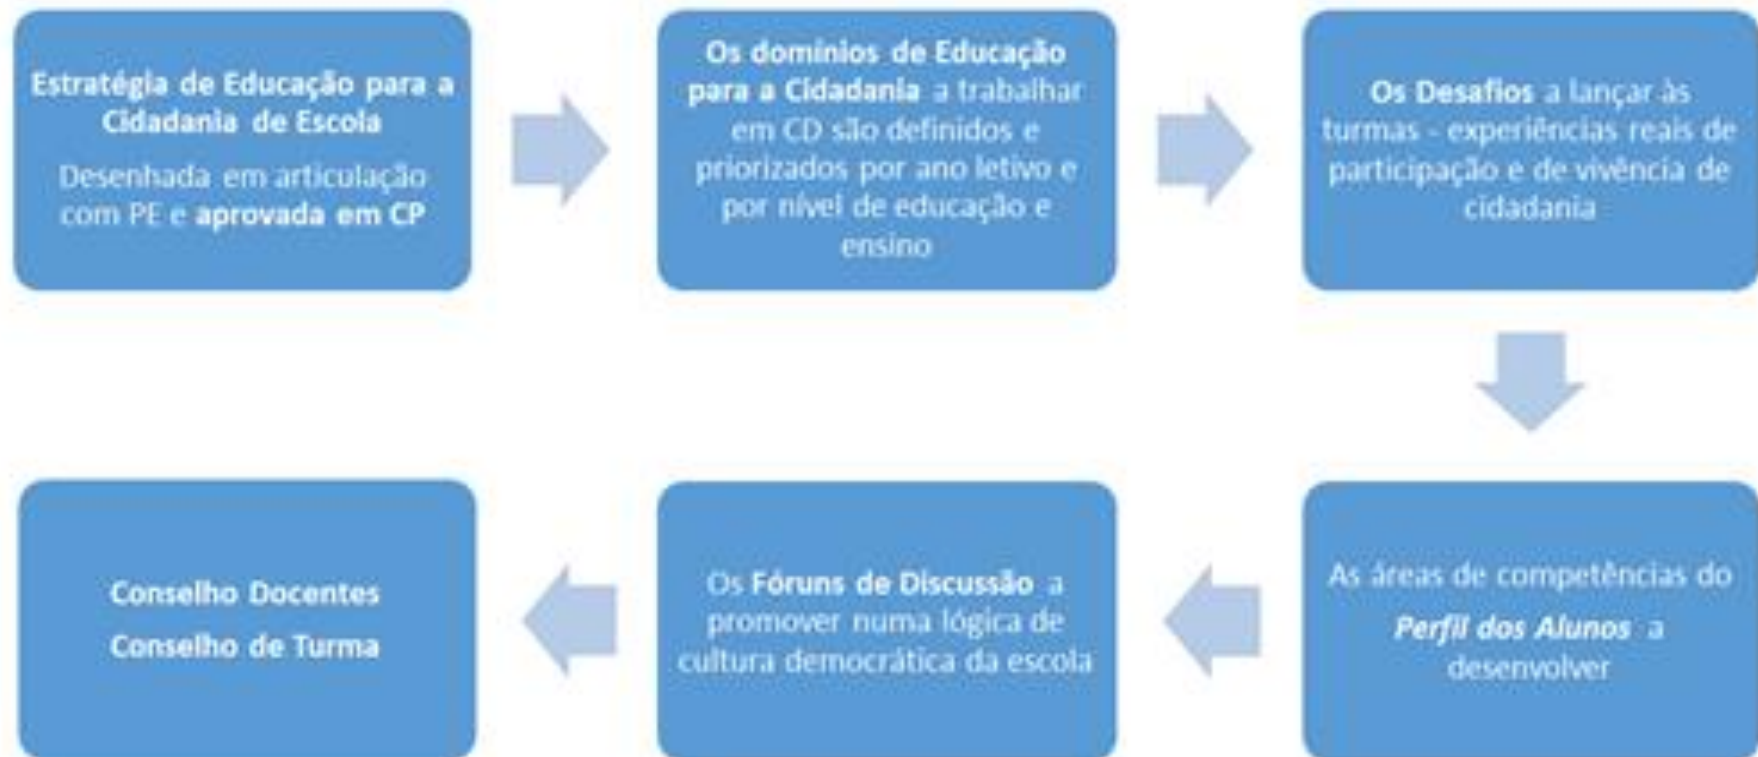 Estratégia de Educação para a
Cidadania de Escola
Desenhada em articulação
com PE e aprovada em CP
Os domínios de Educação
para a Cidadania a trabalhar
em CD são definidos e
priorizados por ano letivo e
por nível de educação e
ensino
Os Desafios a lançar às
turmas - experiências reais de
participação e de vivência de
cidadania
As áreas de competências do
Perfil dos Alunos a
desenvolver
Os Fóruns de Discussão a
promover numa lógica de
cultura democrática da escola
Conselho Docentes
Conselho de Turma